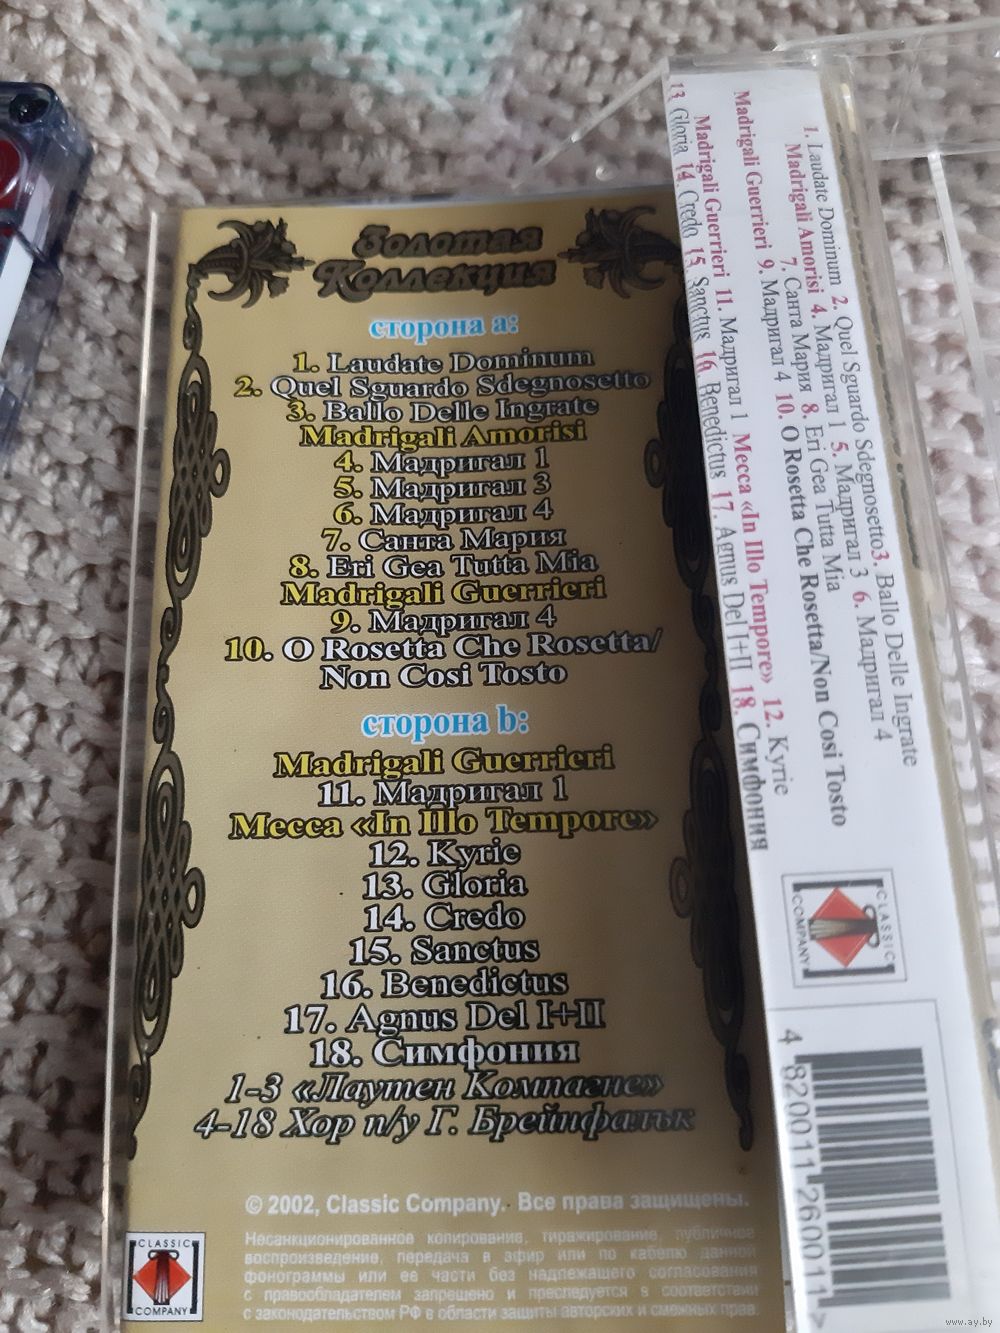 Золотая
Коллекция
сторона a:
1. Laudate Dominum
2. Quel Sguardo Sdegnosetto
3. Ballo Delle Ingrate
Madrigali Amorisi
4. Мадригал 1
5. Мадригал 3
6. Мадригал 4
7. Санта Мария
8. Eri Gea Tutta Mia
Madrigali Guerrieri
9. Мадригал 4
10. O Rosetta Che Rosetta/
Non Cosi Tosto
сторона b:
Madrigali Guerrieri
11. Мадригал 1
Месса «In Illo Tempore»
12. Kyrie
13. Gloria
14. Credo
15. Sanctus
16. Benedictus
17. Agnus Del I+II
18. Симфония
1-3 «Лаутен Компагне»
4-18 Хор п/у Г. Брейнфалък
© 2002, Classic Company. Все права защищены.
Несанкционированное копирование, тиражирование, публичное
воспроизведение, передача в эфир или по кабелю данной
фонограммы или ее части без надлежащего согласования
с правообладателем запрещено и преследуется в соответствии
с законодательством РФ в области защиты авторских и смежных прав.
CLASSIC
COMPANY
1. Laudate Dominum 2. Quel Sguardo Sdegnosetto3. Ballo Delle Ingrate
Madrigali Amorisi 4. Мадригал 1 5. Мадригал 3 6. Мадригал 4
7. Санта Мария 8. Eri Gea Tutta Mia
Madrigali Guerrieri 9. Мадригал 4 10. O Rosetta Che Rosetta/Non Cosi Tosto
Madrigali Guerrieri 11. Мадригал 1 Месса «In Illo Tempore» 12. Kyrie
13. Gloria 14. Credo 15. Sanctus 16. Benedictus 17. Agnus Del I+II 18. Симфония
CLASSIC
COMPANY
4 820011 260011 >
www.ay.by